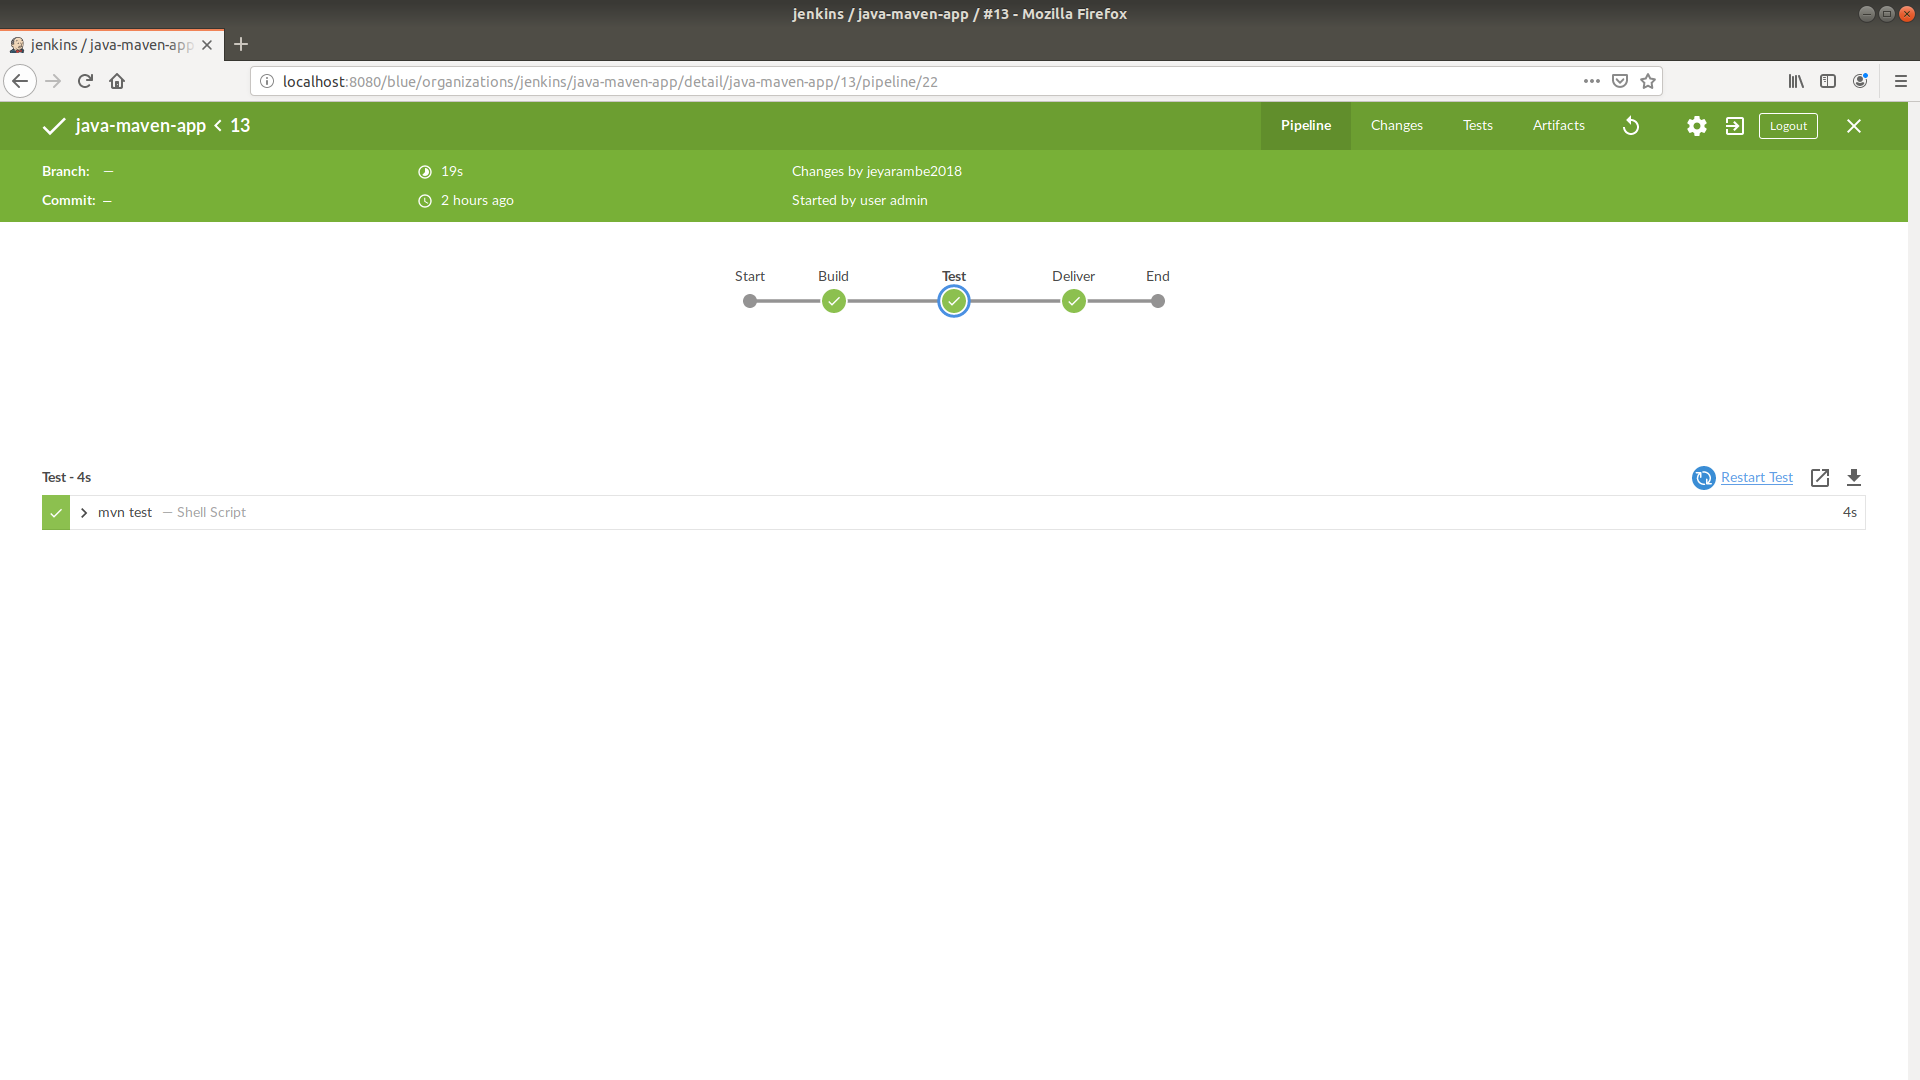 jenkins / java-maven-app / #13 - Mozilla Firefox
jenkins / java-maven-app
localhost:8080/blue/organizations/jenkins/java-maven-app/detail/java-maven-app/13/pipeline/22
java-maven-app < 13
Pipeline Changes Tests Artifacts Logout
Branch: — 19s Changes by jeyarambe2018
Commit: — 2 hours ago Started by user admin
Start Build Test Deliver End
Test - 4s Restart Test
mvn test — Shell Script 4s